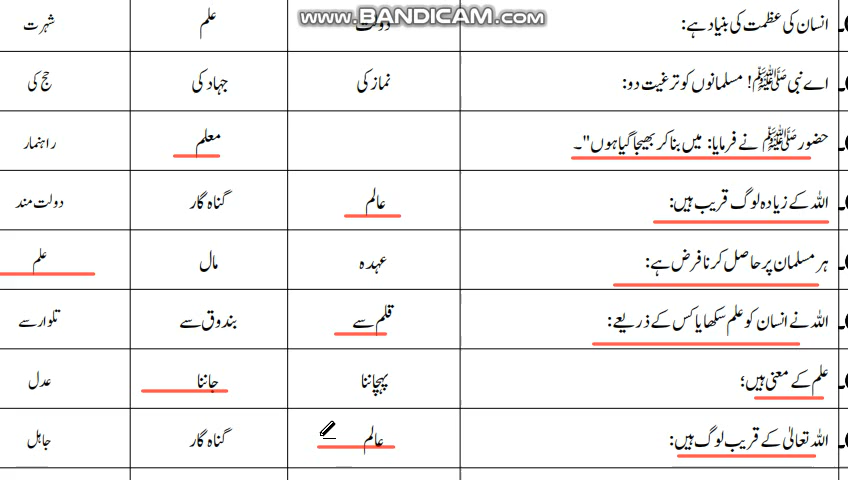 www.BANDICAM.com
انسان کی عظمت کی بنیاد ہے: دولت علم شہرت
اے نبی ﷺ! مسلمانوں کو ترغیت دو: نماز کی جہاد کی حج کی
حضور ﷺ نے فرمایا: میں بنا کر بھیجا گیا ہوں"۔ معلم راہنمار
اللہ کے زیادہ لوگ قریب ہیں: عالم گناہ گار دولت مند
ہر مسلمان پر حاصل کرنا فرض ہے: عہدہ مال علم
اللہ نے انسان کو علم سکھایا کس کے ذریعے: قلم سے بندوق سے تلوار سے
علم کے معنی ہیں؛ پہچاننا جاننا عدل
اللہ تعالیٰ کے قریب لوگ ہیں: عالم گناہ گار جاہل